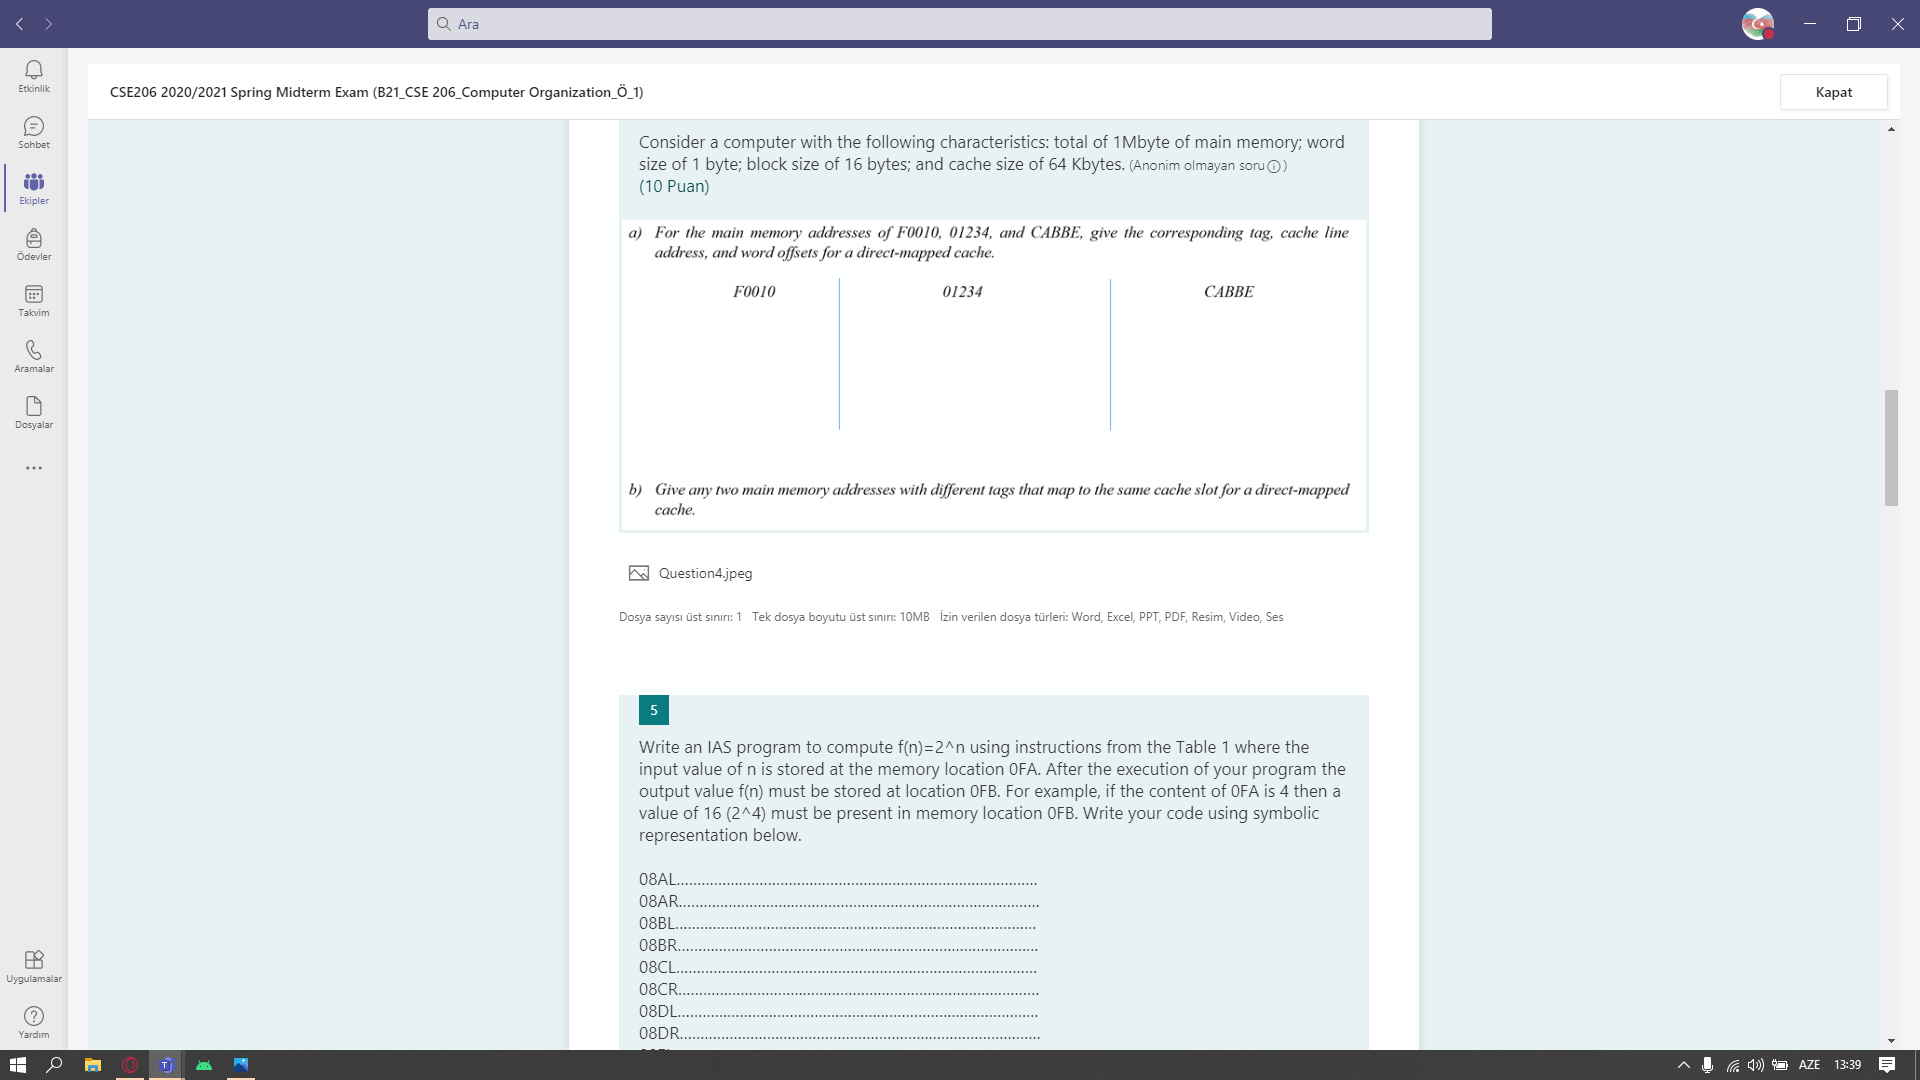 Ara
Etkinlik
Sohbet
Ekipler
Ödevler
Takvim
Aramalar
Dosyalar
Uygulamalar
Yardım
CSE206 2020/2021 Spring Midterm Exam (B21_CSE 206_Computer Organization_Ö_1)
Kapat
Consider a computer with the following characteristics: total of 1Mbyte of main memory; word
size of 1 byte; block size of 16 bytes; and cache size of 64 Kbytes. (Anonim olmayan soru)
(10 Puan)
a) For the main memory addresses of F0010, 01234, and CABBE, give the corresponding tag, cache line
address, and word offsets for a direct-mapped cache.
F0010 01234 CABBE
b) Give any two main memory addresses with different tags that map to the same cache slot for a direct-mapped
cache.
Question4.jpeg
Dosya sayısı üst sınırı: 1 Tek dosya boyutu üst sınırı: 10MB İzin verilen dosya türleri: Word, Excel, PPT, PDF, Resim, Video, Ses
5
Write an IAS program to compute f(n)=2^n using instructions from the Table 1 where the
input value of n is stored at the memory location 0FA. After the execution of your program the
output value f(n) must be stored at location 0FB. For example, if the content of 0FA is 4 then a
value of 16 (2^4) must be present in memory location 0FB. Write your code using symbolic
representation below.
08AL.......................................................................................
08AR.......................................................................................
08BL.......................................................................................
08BR.......................................................................................
08CL.......................................................................................
08CR.......................................................................................
08DL.......................................................................................
08DR.......................................................................................
AZE 13:39